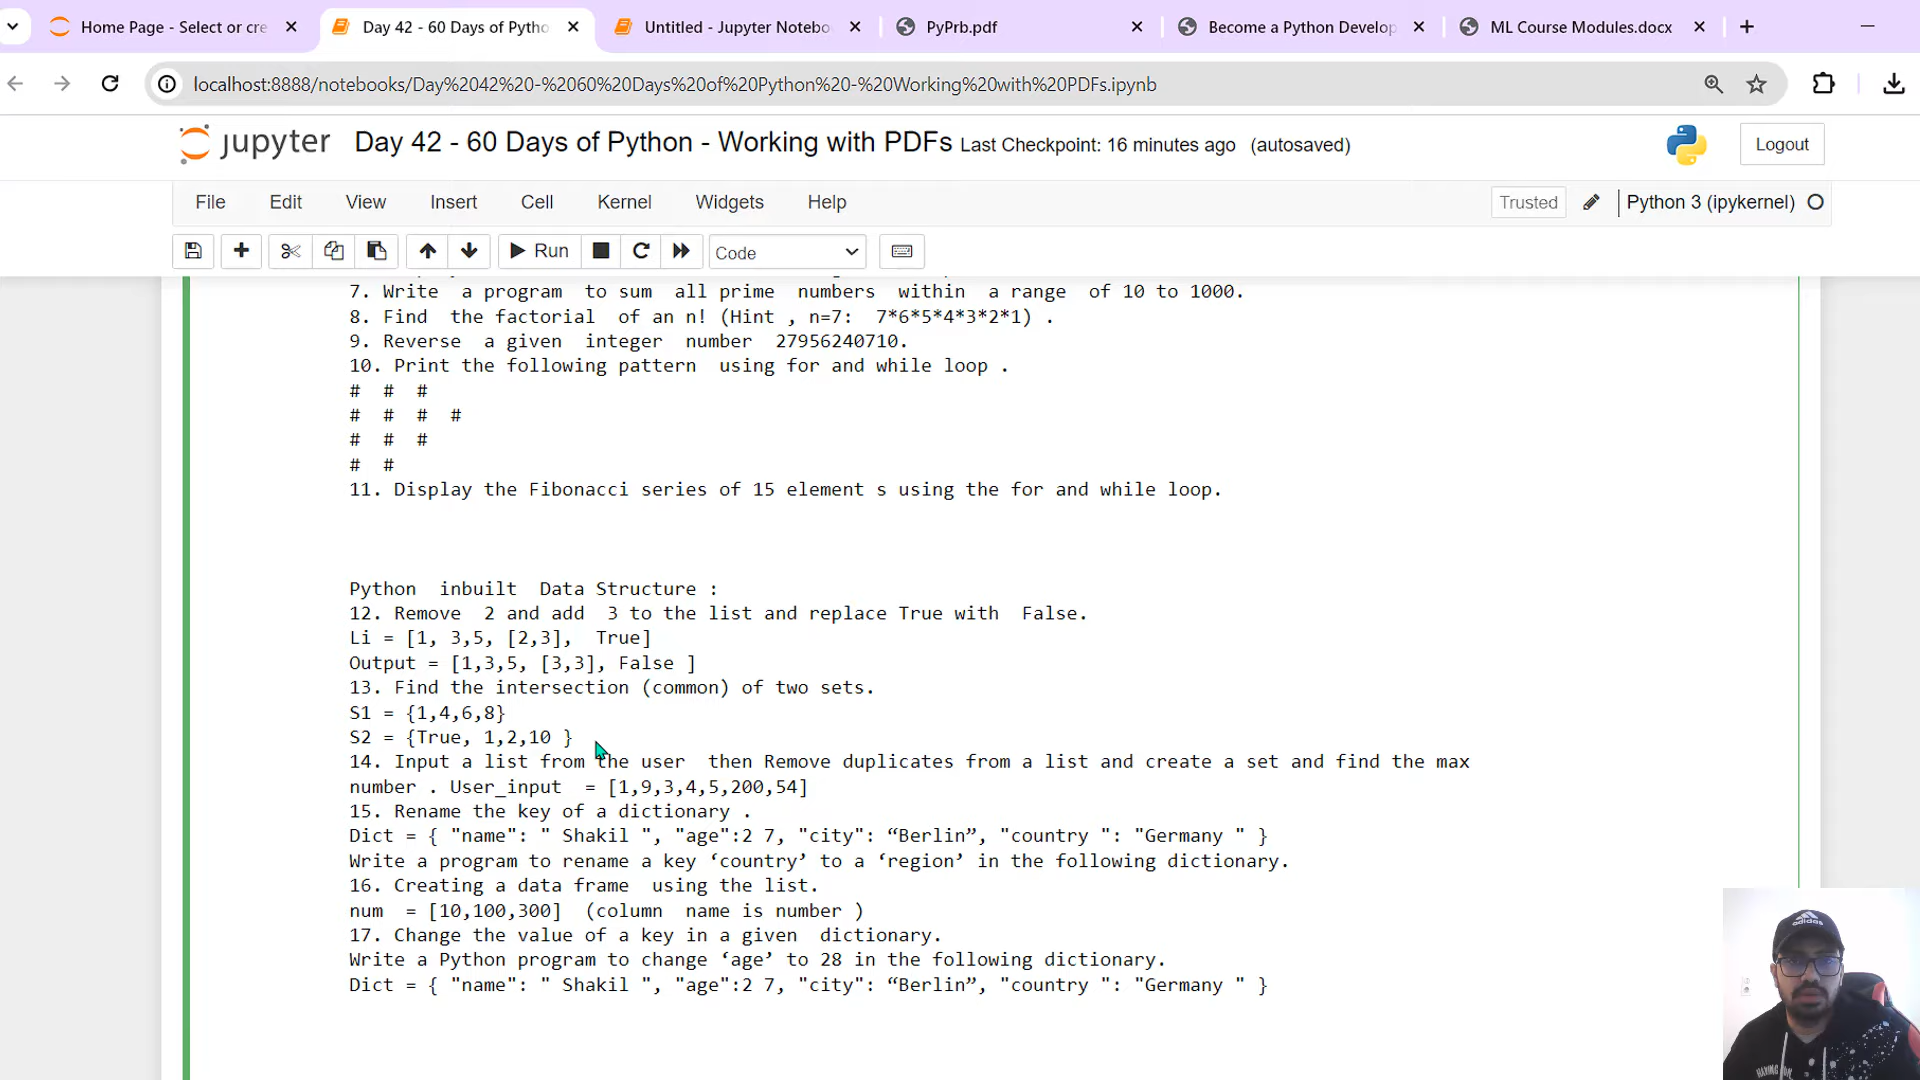 Home Page - Select or cre
Day 42 - 60 Days of Pytho
Untitled - Jupyter Notebo
PyPrb.pdf
Become a Python Develop
ML Course Modules.docx
localhost:8888/notebooks/Day%2042%20-%2060%20Days%20of%20Python%20-%20Working%20with%20PDFs.ipynb
jupyter Day 42 - 60 Days of Python - Working with PDFs Last Checkpoint: 16 minutes ago (autosaved)
Logout
File Edit View Insert Cell Kernel Widgets Help
Trusted
Python 3 (ipykernel)
Run
Code
7. Write a program to sum all prime numbers within a range of 10 to 1000.
8. Find the factorial of an n! (Hint , n=7: 7*6*5*4*3*2*1) .
9. Reverse a given integer number 27956240710.
10. Print the following pattern using for and while loop .
# # #
# # # #
# # #
# #
11. Display the Fibonacci series of 15 element s using the for and while loop.
Python inbuilt Data Structure :
12. Remove 2 and add 3 to the list and replace True with False.
Li = [1, 3,5, [2,3], True]
Output = [1,3,5, [3,3], False ]
13. Find the intersection (common) of two sets.
S1 = {1,4,6,8}
S2 = {True, 1,2,10 }
14. Input a list from the user then Remove duplicates from a list and create a set and find the max
number . User_input = [1,9,3,4,5,200,54]
15. Rename the key of a dictionary .
Dict = { "name": " Shakil ", "age":2 7, "city": “Berlin”, "country ": "Germany " }
Write a program to rename a key ‘country’ to a ‘region’ in the following dictionary.
16. Creating a data frame using the list.
num = [10,100,300] (column name is number )
17. Change the value of a key in a given dictionary.
Write a Python program to change ‘age’ to 28 in the following dictionary.
Dict = { "name": " Shakil ", "age":2 7, "city": “Berlin”, "country ": "Germany " }
adidas